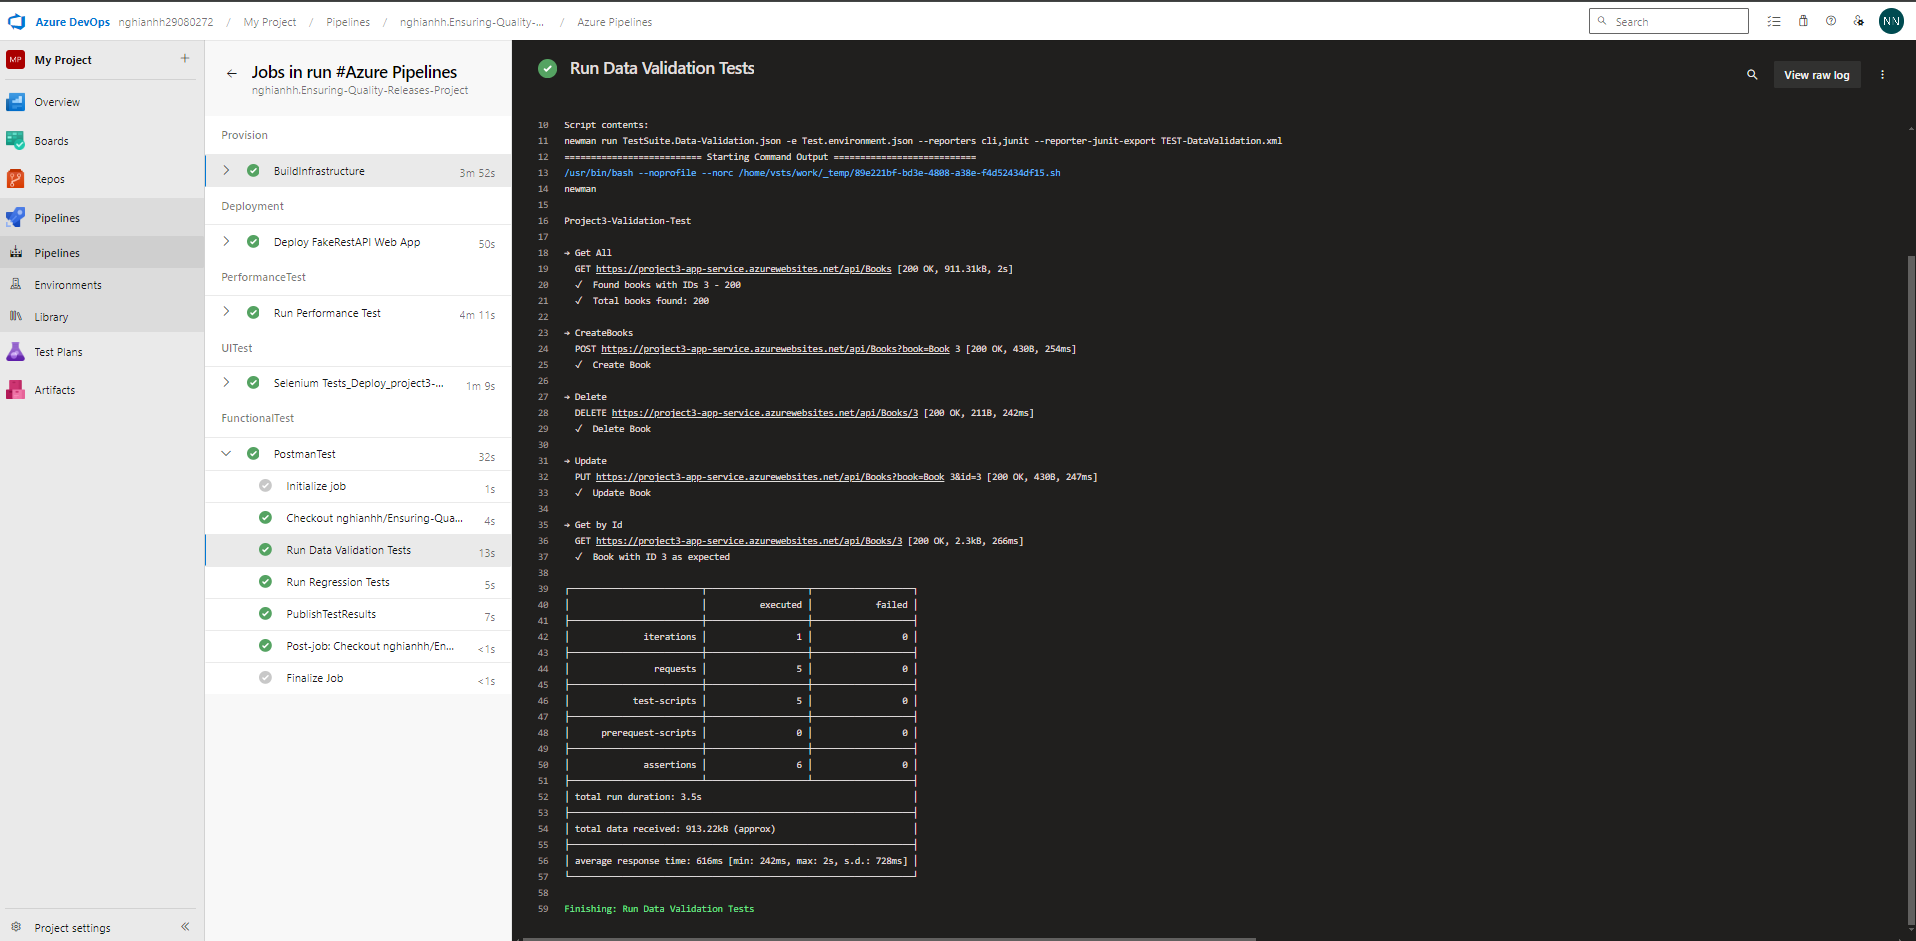 Azure DevOps nghianhh29080272 / My Project / Pipelines / nghianhh.Ensuring-Quality-... / Azure Pipelines
Search
NN
MP My Project +
Overview
Boards
Repos
Pipelines
Pipelines
Environments
Library
Test Plans
Artifacts
Project settings
Jobs in run #Azure Pipelines
nghianhh.Ensuring-Quality-Releases-Project
Provision
BuildInfrastructure 3m 52s
Deployment
Deploy FakeRestAPI Web App 50s
PerformanceTest
Run Performance Test 4m 11s
UITest
Selenium Tests_Deploy_project3-... 1m 9s
FunctionalTest
PostmanTest 32s
Initialize job 1s
Checkout nghianhh/Ensuring-Qua... 4s
Run Data Validation Tests 13s
Run Regression Tests 5s
PublishTestResults 7s
Post-job: Checkout nghianhh/En... <1s
Finalize Job <1s
Run Data Validation Tests
View raw log
10 Script contents:
11 newman run TestSuite.Data-Validation.json -e Test.environment.json --reporters cli,junit --reporter-junit-export TEST-DataValidation.xml
12 ========================== Starting Command Output ===========================
13 /usr/bin/bash --noprofile --norc /home/vsts/work/_temp/89e221bf-bd3e-4808-a38e-f4d52434df15.sh
14 newman
15
16 Project3-Validation-Test
17
18 → Get All
19 GET https://project3-app-service.azurewebsites.net/api/Books [200 OK, 911.31kB, 2s]
20 ✓ Found books with IDs 3 - 200
21 ✓ Total books found: 200
22
23 → CreateBooks
24 POST https://project3-app-service.azurewebsites.net/api/Books?book=Book 3 [200 OK, 430B, 254ms]
25 ✓ Create Book
26
27 → Delete
28 DELETE https://project3-app-service.azurewebsites.net/api/Books/3 [200 OK, 211B, 242ms]
29 ✓ Delete Book
30
31 → Update
32 PUT https://project3-app-service.azurewebsites.net/api/Books?book=Book 3&id=3 [200 OK, 430B, 247ms]
33 ✓ Update Book
34
35 → Get by Id
36 GET https://project3-app-service.azurewebsites.net/api/Books/3 [200 OK, 2.3kB, 266ms]
37 ✓ Book with ID 3 as expected
38
39
40 executed failed
41
42 iterations 1 0
43
44 requests 5 0
45
46 test-scripts 5 0
47
48 prerequest-scripts 0 0
49
50 assertions 6 0
51
52 total run duration: 3.5s
53
54 total data received: 913.22kB (approx)
55
56 average response time: 616ms [min: 242ms, max: 2s, s.d.: 728ms]
57
58
59 Finishing: Run Data Validation Tests